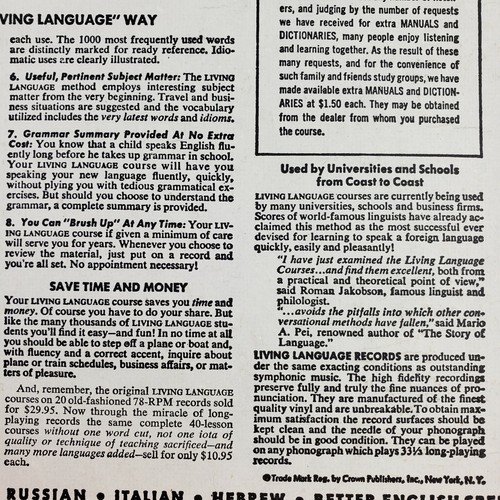 VING LANGUAGE" WAY
each use. The 1000 most frequently used words
are distinctly marked for ready reference. Idio-
matic uses are clearly illustrated.
6. Useful, Pertinent Subject Matter: The LIVING
LANGUAGE method employs interesting subject
matter from the very beginning. Travel and busi-
ness situations are suggested and the vocabulary
utilized includes the very latest words and idioms.
7. Grammar Summary Provided At No Extra
Cost: You know that a child speaks English flu-
ently long before he takes up grammar in school.
Your LIVING LANGUAGE course will have you
speaking your new language fluently, quickly,
without plying you with tedious grammatical ex-
ercises. But should you choose to understand the
grammar, a complete summary is provided.
8. You Can "Brush Up" At Any Time: Your LIV-
ING LANGUAGE course if given a minimum of care
will serve you for years. Whenever you choose to
review the material, just put on a record and
you're all set. No appointment necessary!
SAVE TIME AND MONEY
Your LIVING LANGUAGE course saves you time and
money. Of course you have to do your share. But
like the many thousands of LIVING LANGUAGE stu-
dents you'll find it easy—and fun! In no time at all
you should be able to step off a plane or boat and,
with fluency and a correct accent, inquire about
plane or train schedules, business affairs, or mat-
ters of pleasure.
And, remember, the original LIVING LANGUAGE
courses on 20 old-fashioned 78-RPM records sold
for $29.95. Now through the miracle of long-
playing records the same complete 40-lesson
courses without one word cut, not one iota of
quality or technique of teaching sacrificed—and
many more languages added—sell for only $10.95
each.
ers, and judging by the number of requests
we have received for extra MANUALS and
DICTIONARIES, many people enjoy listening
and learning together. As the result of these
many requests, and for the convenience of
such family and friends study groups, we have
made available extra MANUALS and DICTION-
ARIES at $1.50 each. They may be obtained
from the dealer from whom you purchased
the course.
Used by Universities and Schools
from Coast to Coast
LIVING LANGUAGE courses are currently being used
by many universities, schools and business firms.
Scores of world-famous linguists have already ac-
claimed this method as the most successful ever
devised for learning to speak a foreign language
quickly, easily and pleasantly!
"I have just examined the Living Language
Courses...and find them excellent, both from
a practical and theoretical point of view,"
said Roman Jakobson, famous linguist and
philologist.
"...avoids the pitfalls into which other con-
versational methods have fallen," said Mario
A. Pei, renowned author of "The Story of
Language."
LIVING LANGUAGE RECORDS are produced un-
der the same exacting conditions as outstanding
symphonic music. The high fidelity recordings
preserve fully and truly the fine nuances of pro-
nunciation. They are manufactured of the finest
quality vinyl and are unbreakable. To obtain max-
imum satisfaction the record surfaces should be
kept clean and the needle of your phonograph
should be in good condition. They can be played
on any phonograph which plays 33⅓ long-playing
records.
®Trade Mark Reg. by Crown Publishers, Inc., New York, N. Y.
RUSSIAN • ITALIAN • HEBREW • BETTER ENGLISH